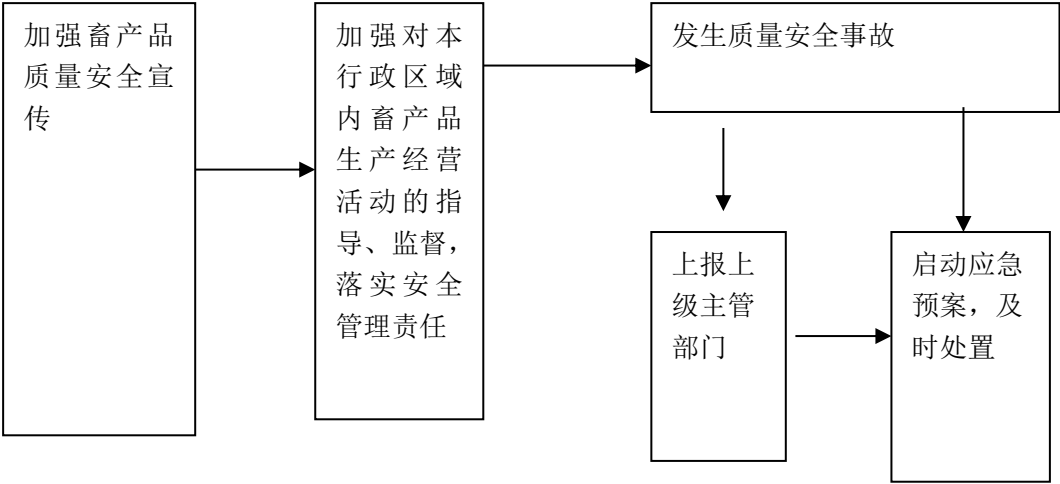 加强畜产品
质量安全宣
传
加强对本
行政区域
内畜产品
生产经营
活动的指
导、监督，
落实安全
管理责任
发生质量安全事故
上报上
级主管
部门
启动应急
预案，及
时处置